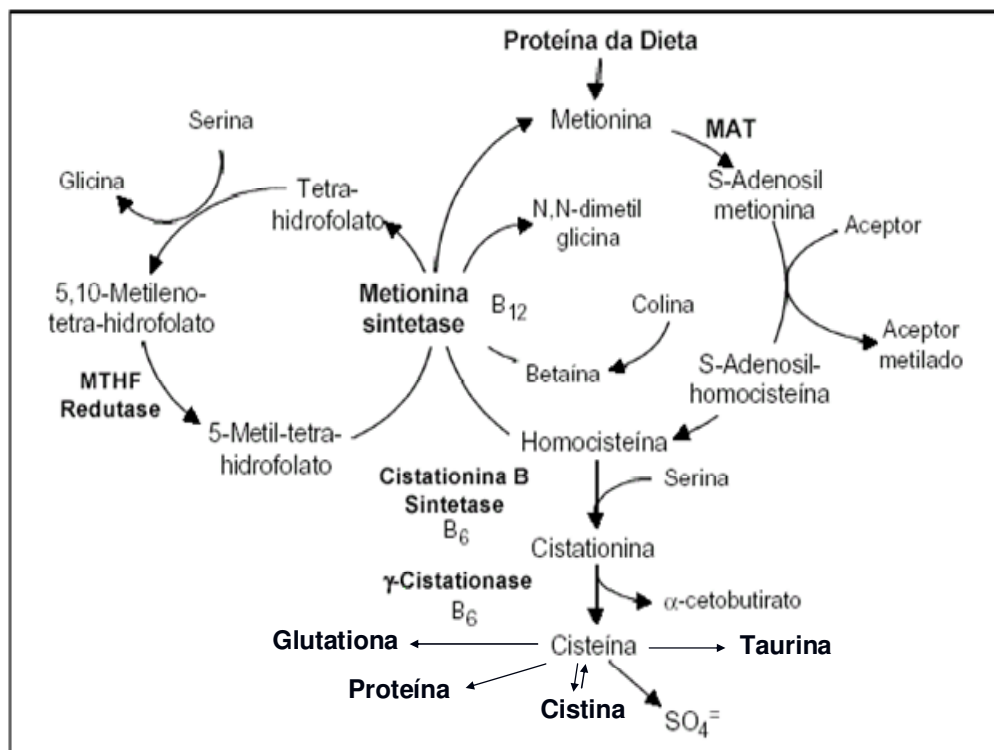 Proteína da Dieta
Metionina
MAT
Serina
Glicina
Tetra-
hidrofolato
N,N-dimetil
glicina
S-Adenosil
metionina
Aceptor
5,10-Metileno-
tetra-hidrofolato
Metionina
sintetase
B12
Colina
Betaína
Aceptor
metilado
S-Adenosil-
homocisteína
MTHF
Redutase
5-Metil-tetra-
hidrofolato
Homocisteína
Cistationina B
Sintetase
B6
Serina
Cistationina
γ-Cistationase
B6
α-cetobutirato
Glutationa
Cisteína
Taurina
Proteína
Cistina
SO4=